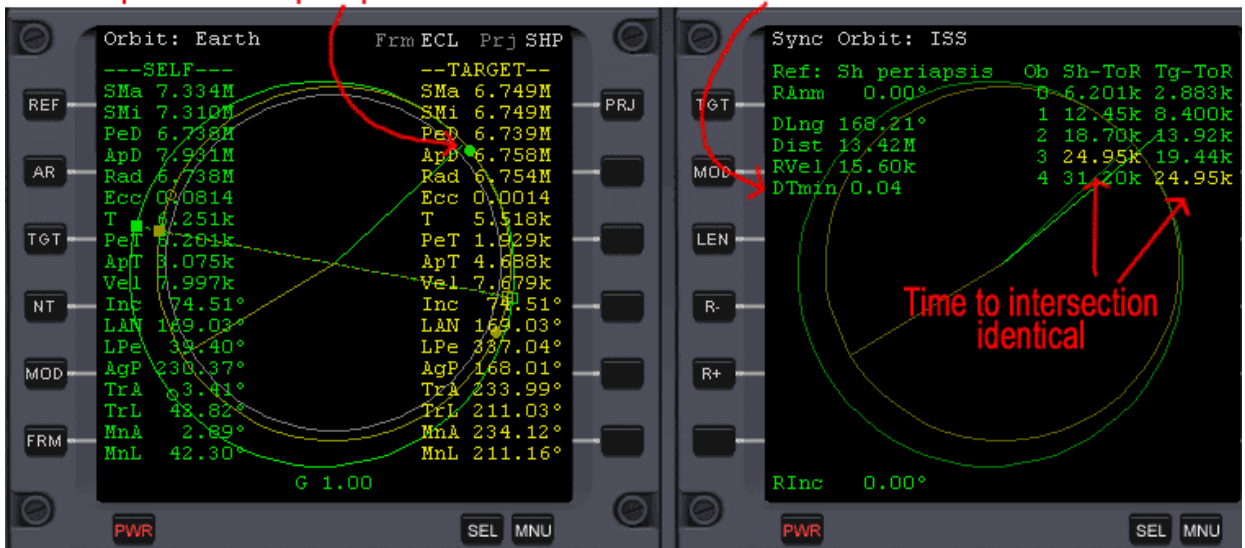 Orbit: Earth Frm ECL Prj SHP
---SELF--- --TARGET--
SMa 7.334M SMa 6.749M
SMi 7.310M SMi 6.749M
PeD 6.738M PeD 6.739M
ApD 7.931M ApD 6.758M
Rad 6.738M Rad 6.754M
Ecc 0.0814 Ecc 0.0014
T 6.251k T 5.518k
PeT 6.201k PeT 1.929k
ApT 3.075k ApT 4.688k
Vel 7.997k Vel 7.679k
Inc 74.51° Inc 74.51°
LAN 169.03° LAN 169.03°
LPe 39.40° LPe 337.04°
AgP 230.37° AgP 168.01°
TrA 3.41° TrA 233.99°
TrL 42.82° TrL 211.03°
MnA 2.89° MnA 234.12°
MnL 42.30° MnL 211.16°
G 1.00
REF
AR
TGT
NT
MOD
FRM
PRJ
PWR SEL MNU
Sync Orbit: ISS
Ref: Sh periapsis Ob Sh-ToR Tg-ToR
RAnm 0.00° 0 6.201k 2.883k
1 12.45k 8.400k
DLng 168.21° 2 18.70k 13.92k
Dist 13.42M 3 24.95k 19.44k
RVel 15.60k 4 31.20k 24.95k
DTmin 0.04
Time to intersection
identical
RInc 0.00°
TGT
MOD
LEN
R-
R+
PWR SEL MNU